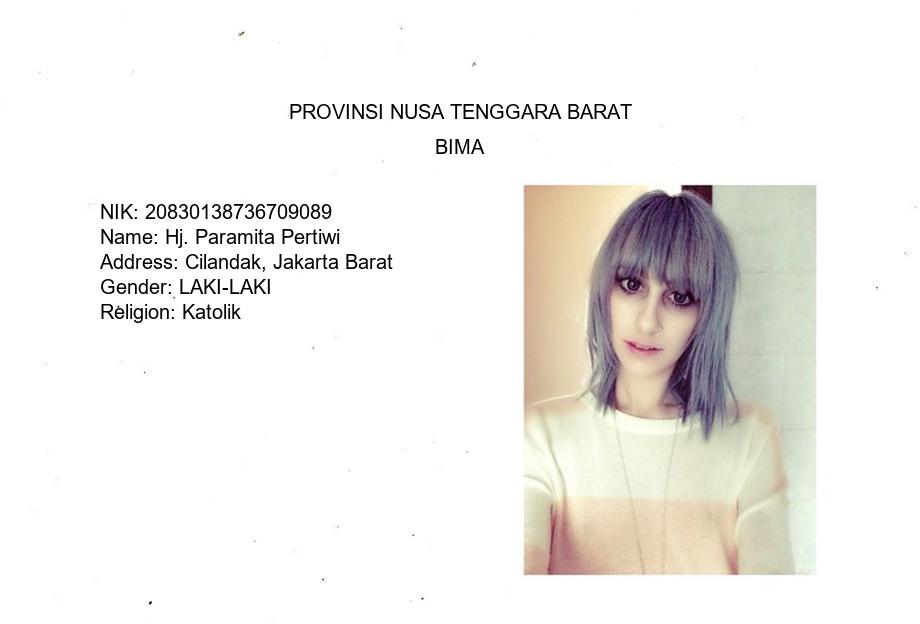 PROVINSI NUSA TENGGARA BARAT
BIMA
NIK: 20830138736709089
Name: Hj. Paramita Pertiwi
Address: Cilandak, Jakarta Barat
Gender: LAKI-LAKI
Religion: Katolik